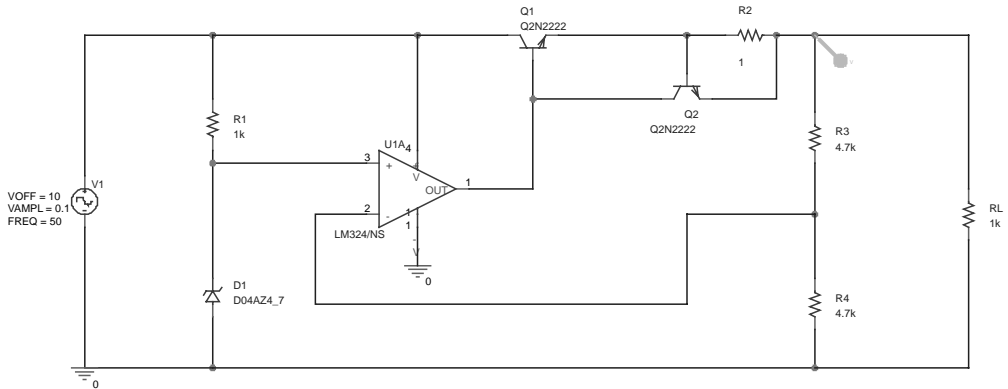 Q1
Q2N2222
R2
1
R1
1k
U1A
4
3
+
+
V
OUT
1
2
-
1
1
-
V
LM324/NS
0
Q2
Q2N2222
V
R3
4.7k
V1
VOFF = 10
VAMPL = 0.1
FREQ = 50
RL
1k
D1
D04AZ4_7
R4
4.7k
0